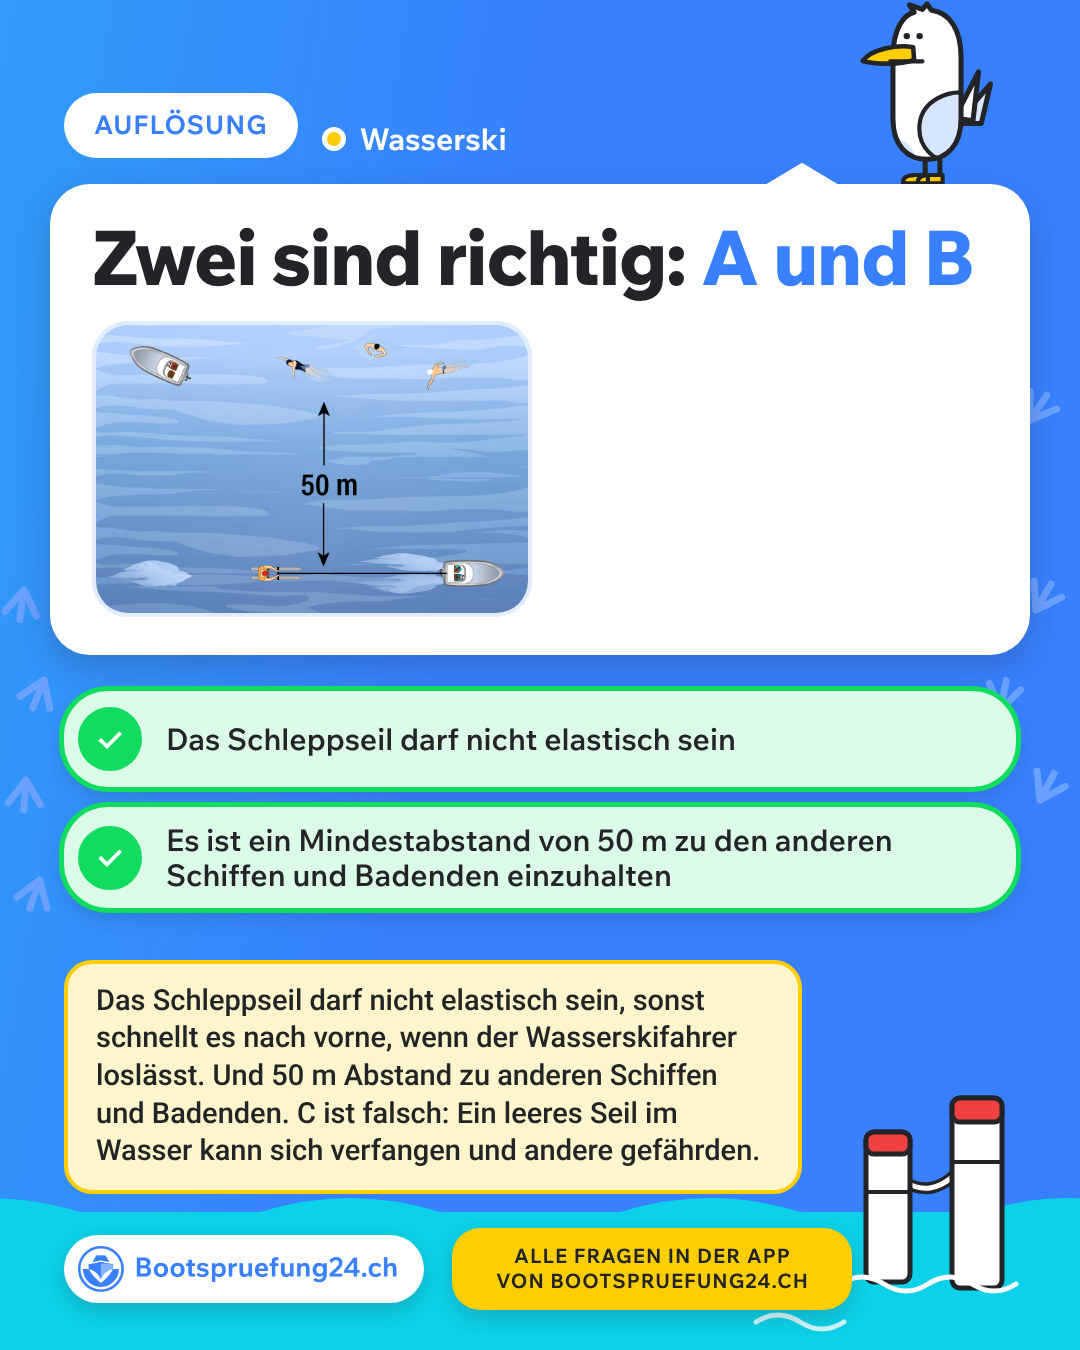 AUFLÖSUNG
Wasserski
Zwei sind richtig: A und B
50 m
Das Schleppseil darf nicht elastisch sein
Es ist ein Mindestabstand von 50 m zu den anderen
Schiffen und Badenden einzuhalten
Das Schleppseil darf nicht elastisch sein, sonst
schnellt es nach vorne, wenn der Wasserskifahrer
loslässt. Und 50 m Abstand zu anderen Schiffen
und Badenden. C ist falsch: Ein leeres Seil im
Wasser kann sich verfangen und andere gefährden.
Bootspruefung24.ch
ALLE FRAGEN IN DER APP
VON BOOTSPRUEFUNG24.CH